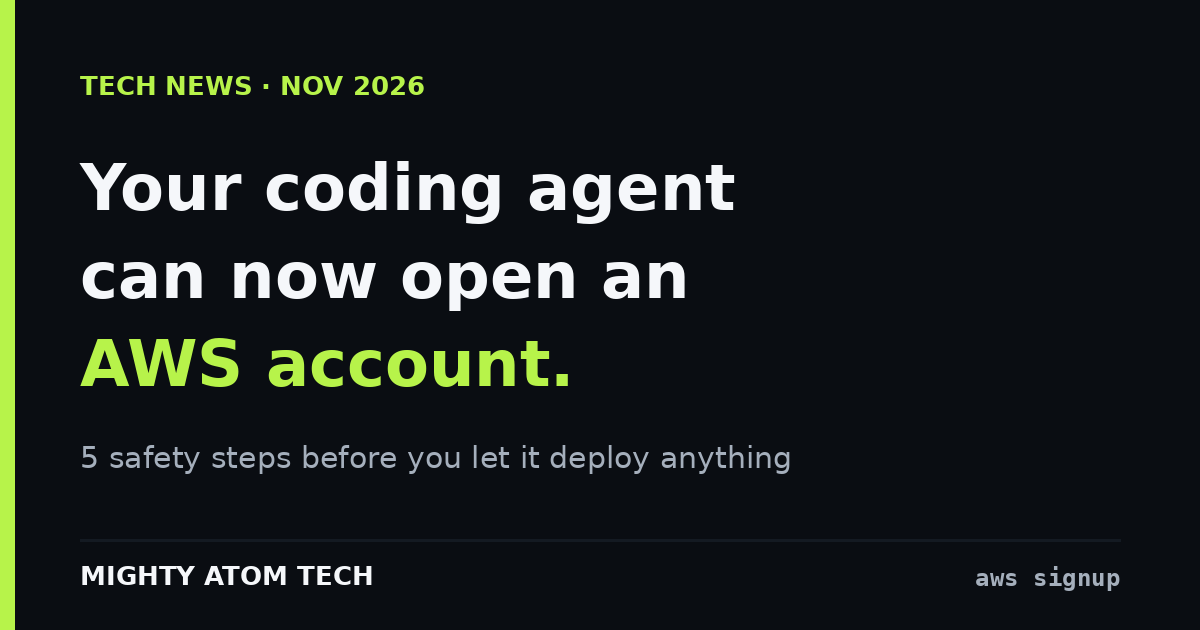 TECH NEWS · NOV 2026
Your coding agent
can now open an
AWS account.
5 safety steps before you let it deploy anything
MIGHTY ATOM TECH
aws signup